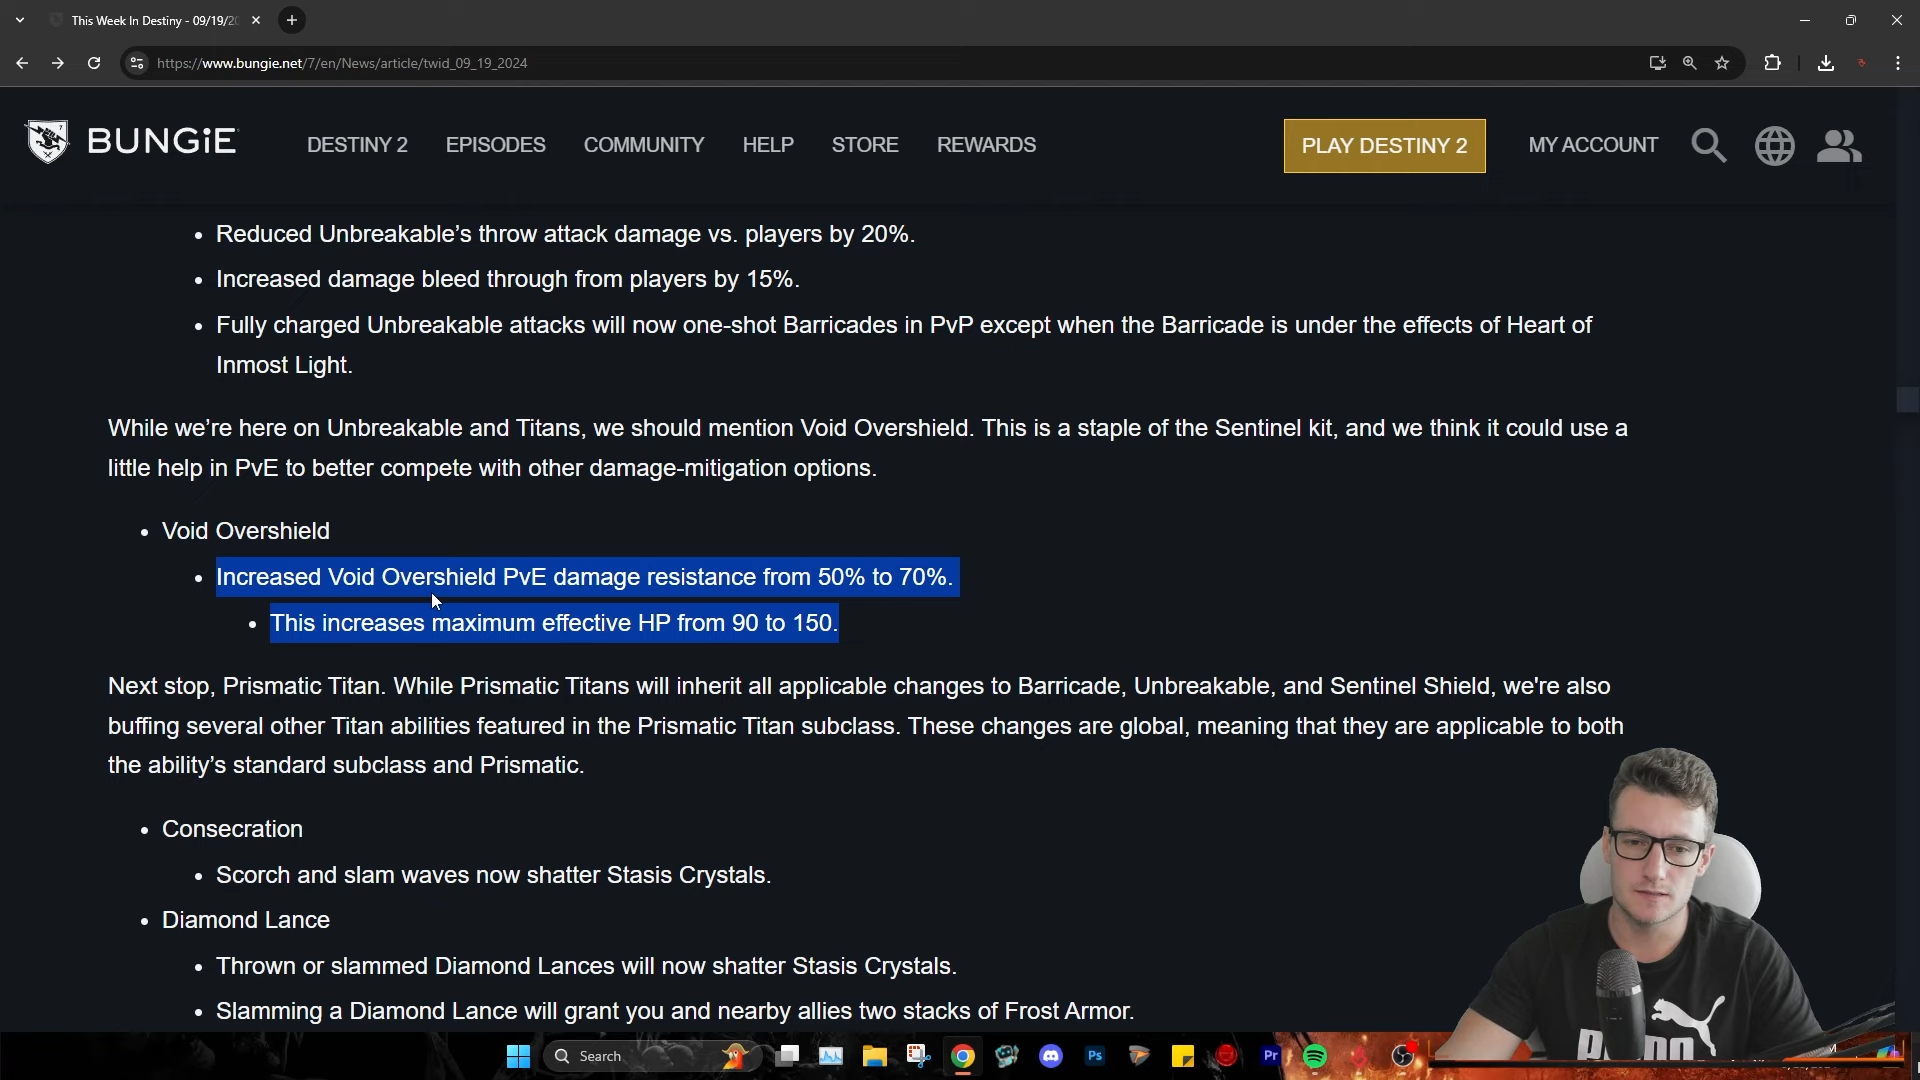 This Week In Destiny - 09/19/20
https://www.bungie.net/7/en/News/article/twid_09_19_2024
BUNGiE
DESTINY 2
EPISODES
COMMUNITY
HELP
STORE
REWARDS
PLAY DESTINY 2
MY ACCOUNT
• Reduced Unbreakable’s throw attack damage vs. players by 20%.
• Increased damage bleed through from players by 15%.
• Fully charged Unbreakable attacks will now one-shot Barricades in PvP except when the Barricade is under the effects of Heart of
Inmost Light.
While we’re here on Unbreakable and Titans, we should mention Void Overshield. This is a staple of the Sentinel kit, and we think it could use a
little help in PvE to better compete with other damage-mitigation options.
• Void Overshield
• Increased Void Overshield PvE damage resistance from 50% to 70%.
• This increases maximum effective HP from 90 to 150.
Next stop, Prismatic Titan. While Prismatic Titans will inherit all applicable changes to Barricade, Unbreakable, and Sentinel Shield, we're also
buffing several other Titan abilities featured in the Prismatic Titan subclass. These changes are global, meaning that they are applicable to both
the ability’s standard subclass and Prismatic.
• Consecration
• Scorch and slam waves now shatter Stasis Crystals.
• Diamond Lance
• Thrown or slammed Diamond Lances will now shatter Stasis Crystals.
• Slamming a Diamond Lance will grant you and nearby allies two stacks of Frost Armor.
Search
Ps
Pr